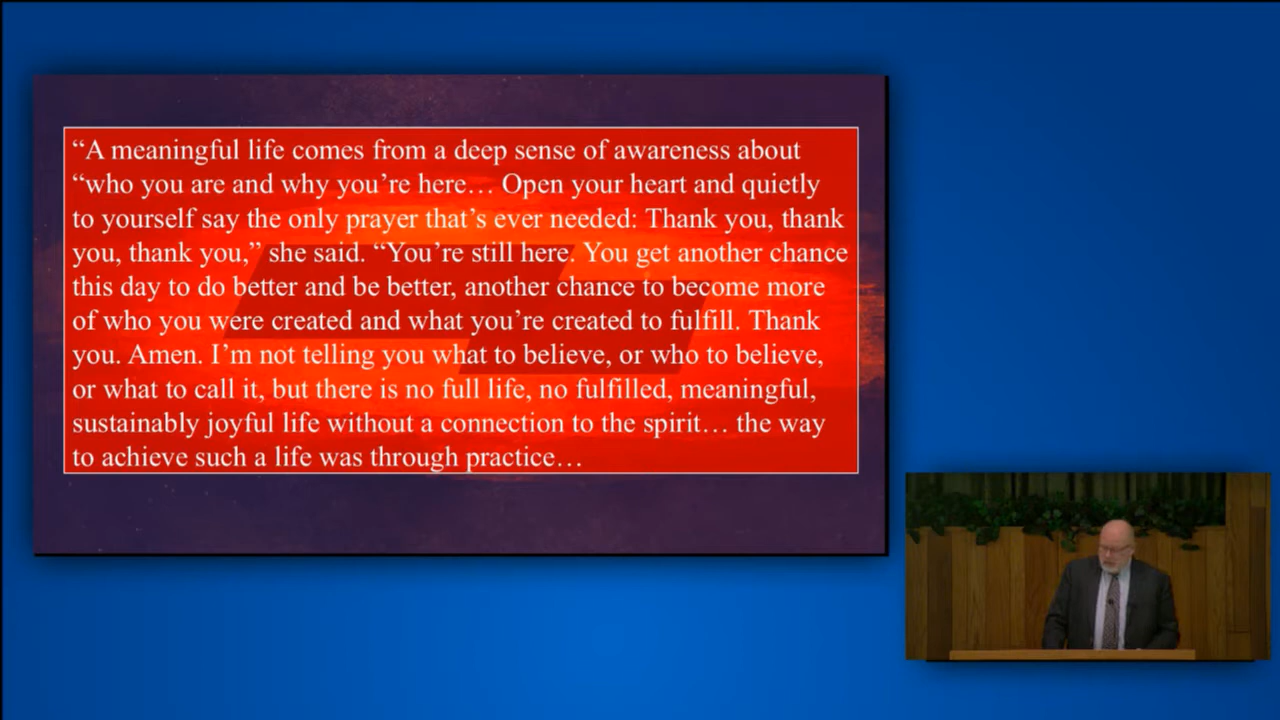 “A meaningful life comes from a deep sense of awareness about
“who you are and why you’re here… Open your heart and quietly
to yourself say the only prayer that’s ever needed: Thank you, thank
you, thank you,” she said. “You’re still here. You get another chance
this day to do better and be better, another chance to become more
of who you were created and what you’re created to fulfill. Thank
you. Amen. I’m not telling you what to believe, or who to believe,
or what to call it, but there is no full life, no fulfilled, meaningful,
sustainably joyful life without a connection to the spirit… the way
to achieve such a life was through practice…